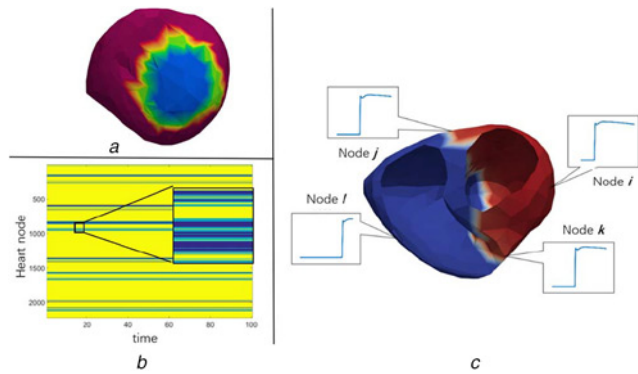 a
500
1000
1500
2000
Heart node
20
40
60
80
100
time
b
Node j
Node i
Node l
Node k
c